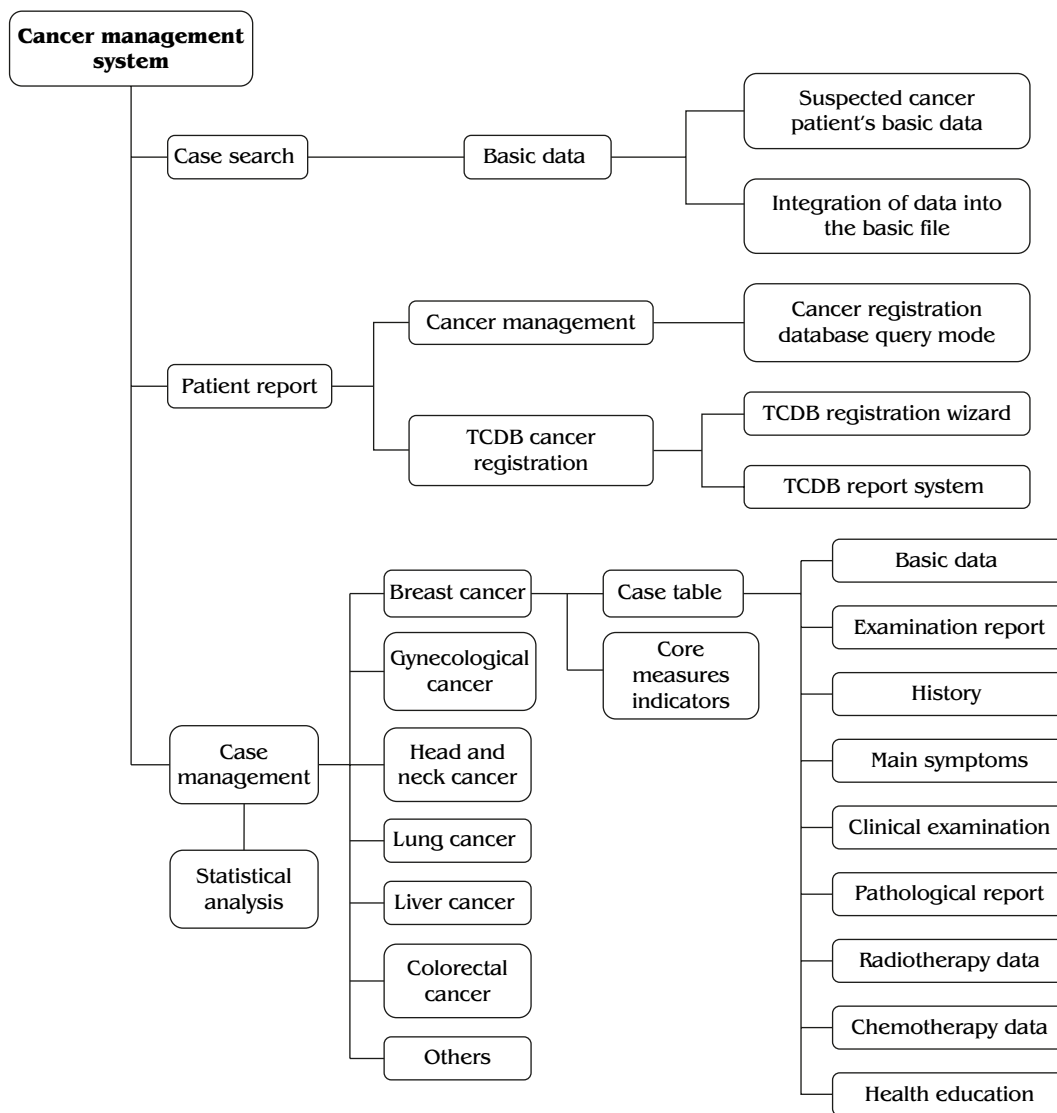 Cancer management
system
Case search
Basic data
Suspected cancer
patient's basic data
Integration of data into
the basic file
Patient report
Cancer management
Cancer registration
database query mode
TCDB cancer
registration
TCDB registration wizard
TCDB report system
Case
management
Statistical
analysis
Breast cancer
Gynecological
cancer
Head and
neck cancer
Lung cancer
Liver cancer
Colorectal
cancer
Others
Case table
Core
measures
indicators
Basic data
Examination report
History
Main symptoms
Clinical examination
Pathological report
Radiotherapy data
Chemotherapy data
Health education